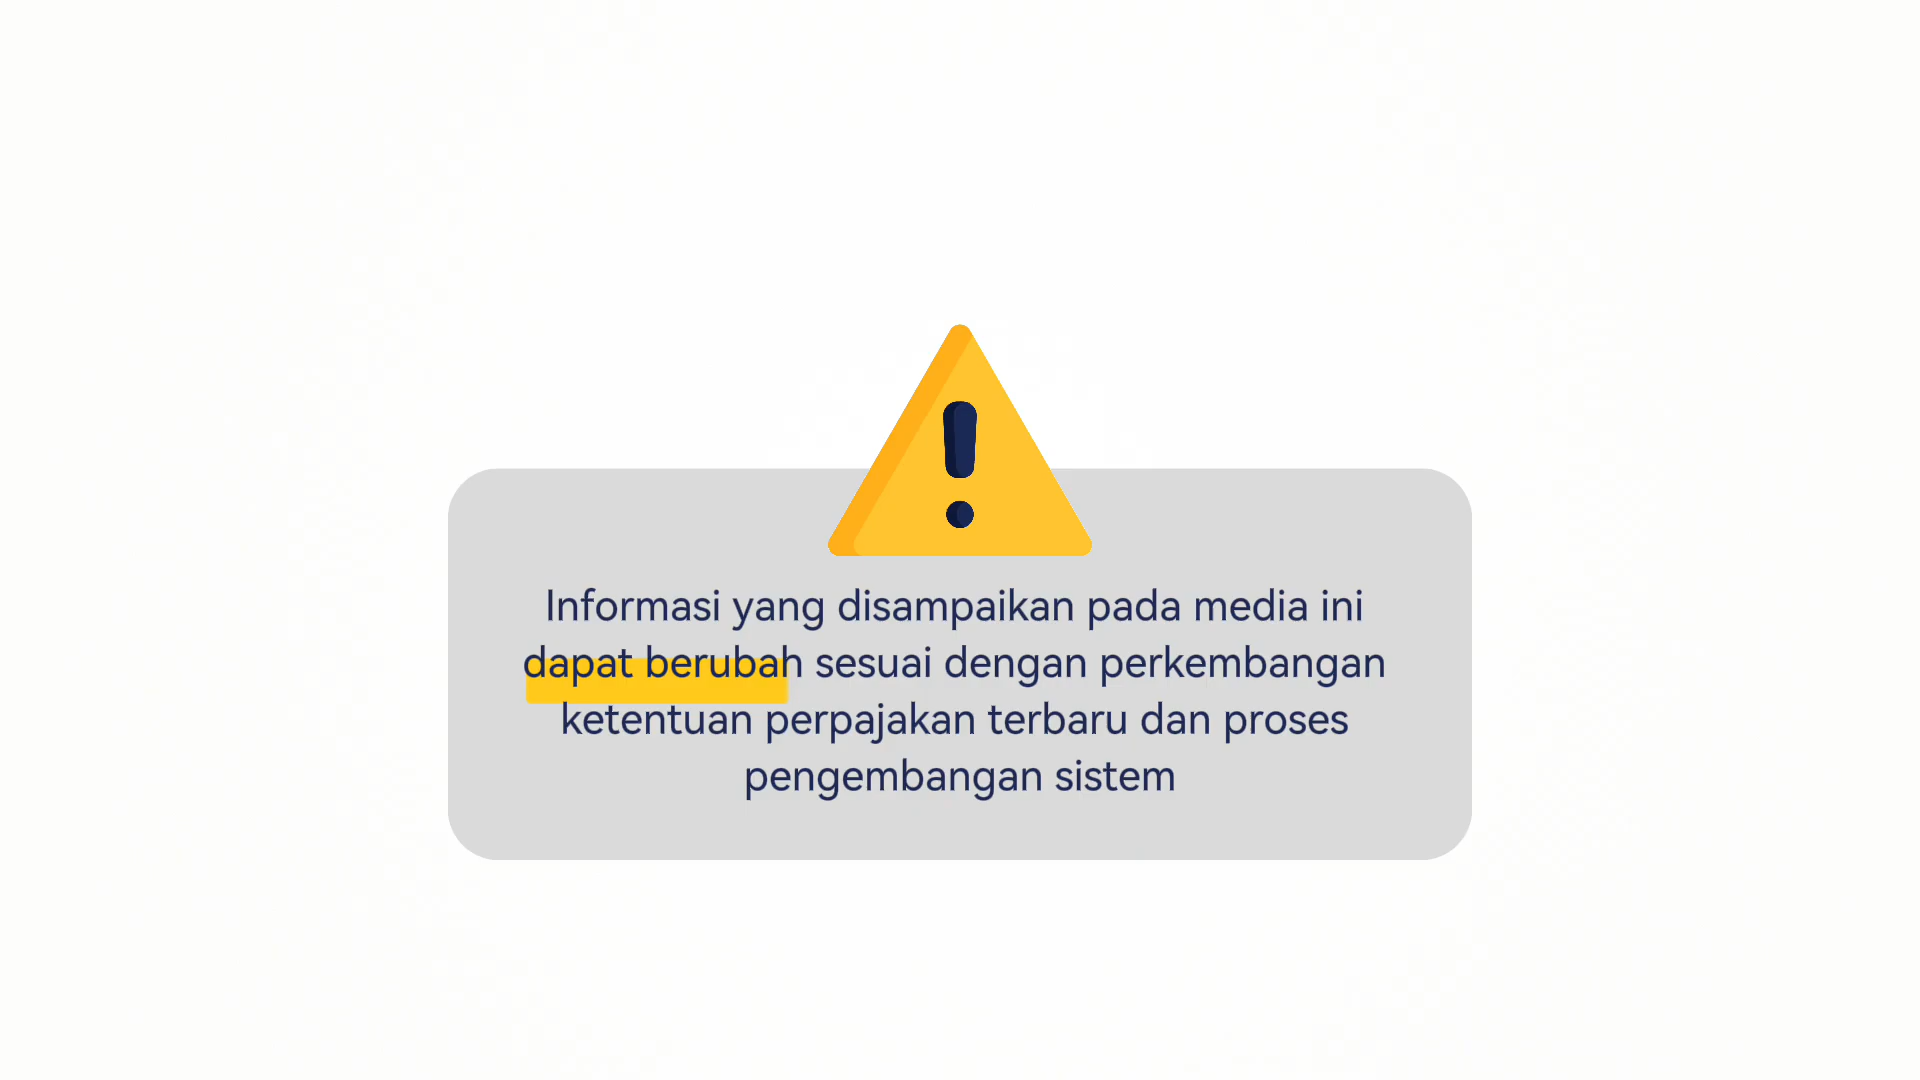 Informasi yang disampaikan pada media ini
dapat berubah sesuai dengan perkembangan
ketentuan perpajakan terbaru dan proses
pengembangan sistem